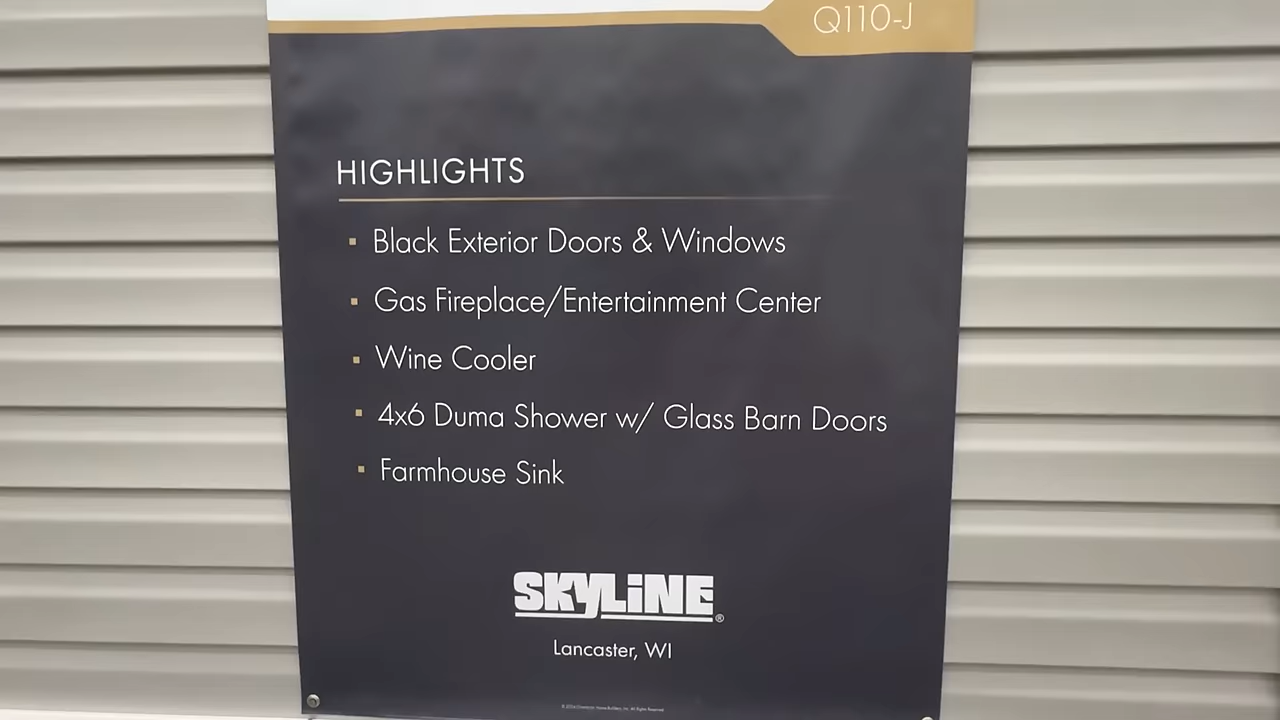 Q110-J
HIGHLIGHTS
▪ Black Exterior Doors & Windows
▪ Gas Fireplace/Entertainment Center
▪ Wine Cooler
▪ 4x6 Duma Shower w/ Glass Barn Doors
▪ Farmhouse Sink
SKYLINE®
Lancaster, WI